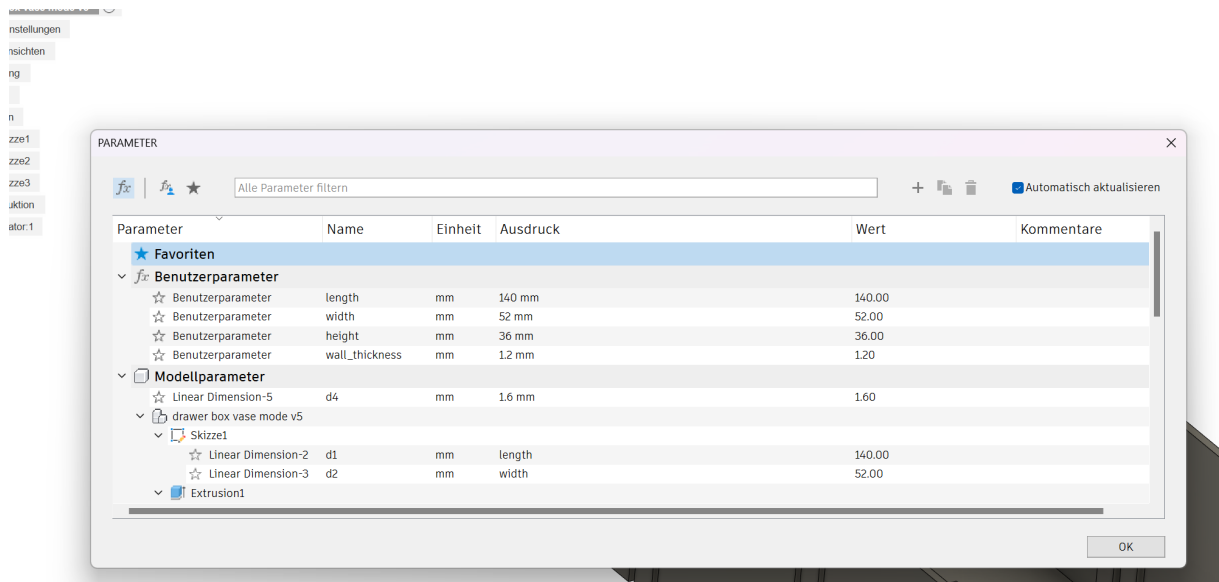 nstellungen
nsichten
ng
n
zze1
zze2
zze3
uktion
ator:1
PARAMETER
fx fx Alle Parameter filtern Automatisch aktualisieren
Parameter Name Einheit Ausdruck Wert Kommentare
Favoriten
fx Benutzerparameter
Benutzerparameter length mm 140 mm 140.00
Benutzerparameter width mm 52 mm 52.00
Benutzerparameter height mm 36 mm 36.00
Benutzerparameter wall_thickness mm 1.2 mm 1.20
Modellparameter
Linear Dimension-5 d4 mm 1.6 mm 1.60
drawer box vase mode v5
Skizze1
Linear Dimension-2 d1 mm length 140.00
Linear Dimension-3 d2 mm width 52.00
Extrusion1
OK